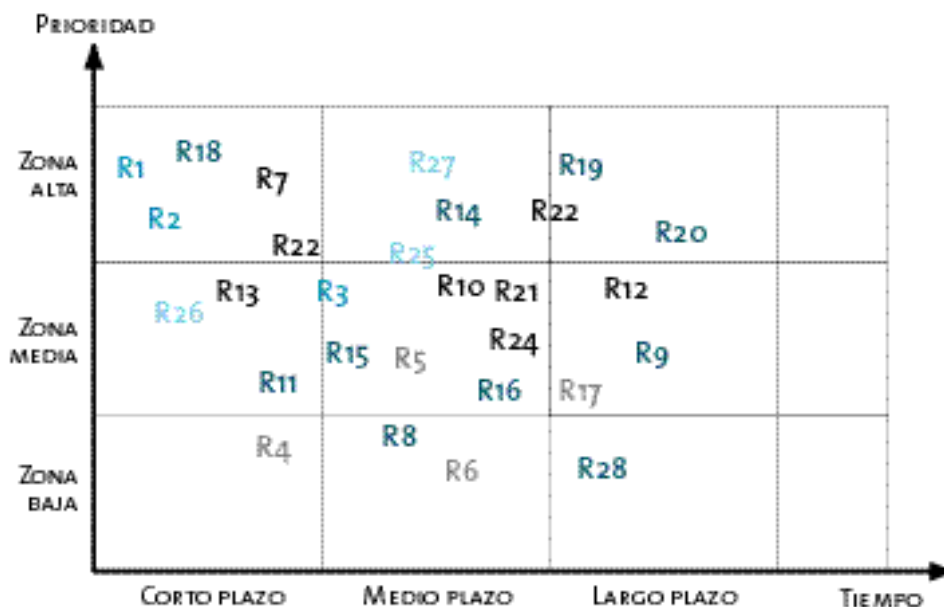 PRIORIDAD
ZONA
ALTA
R1
R18
R7
R2
R22
R27
R14
R25
R22
R19
R20
ZONA
MEDIA
R26
R13
R11
R3
R15
R5
R10
R21
R24
R16
R12
R9
R17
ZONA
BAJA
R4
R8
R6
R28
CORTO PLAZO
MEDIO PLAZO
LARGO PLAZO
TIEMPO